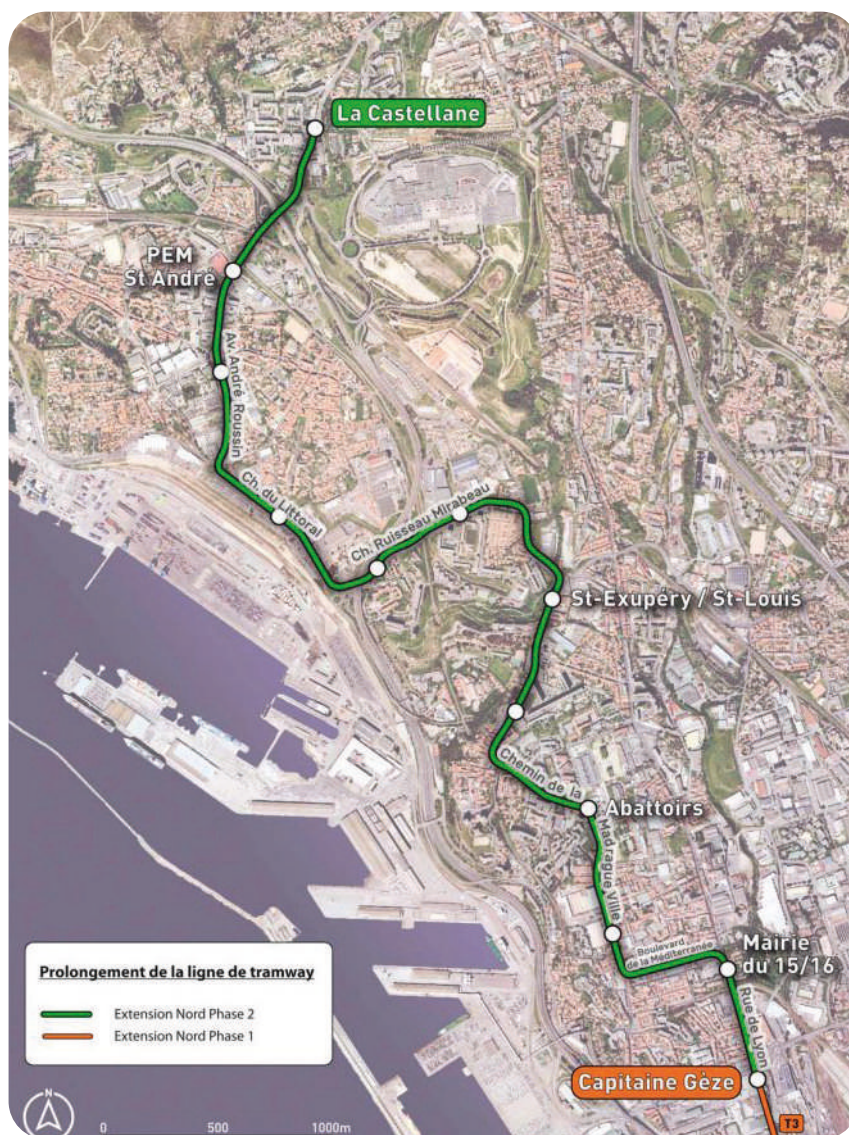 La Castellane
PEM
St André
Av. André Roussin
Ch. du Littoral
Ch. Ruisseau Mirabeau
St-Exupéry / St-Louis
Chemin de la
Madrague Ville
Abattoirs
Boulevard
de la Méditerranée
Mairie
du 15/16
Rue de Lyon
Capitaine Gèze
T3
Prolongement de la ligne de tramway
Extension Nord Phase 2
Extension Nord Phase 1
N
0 500 1000m